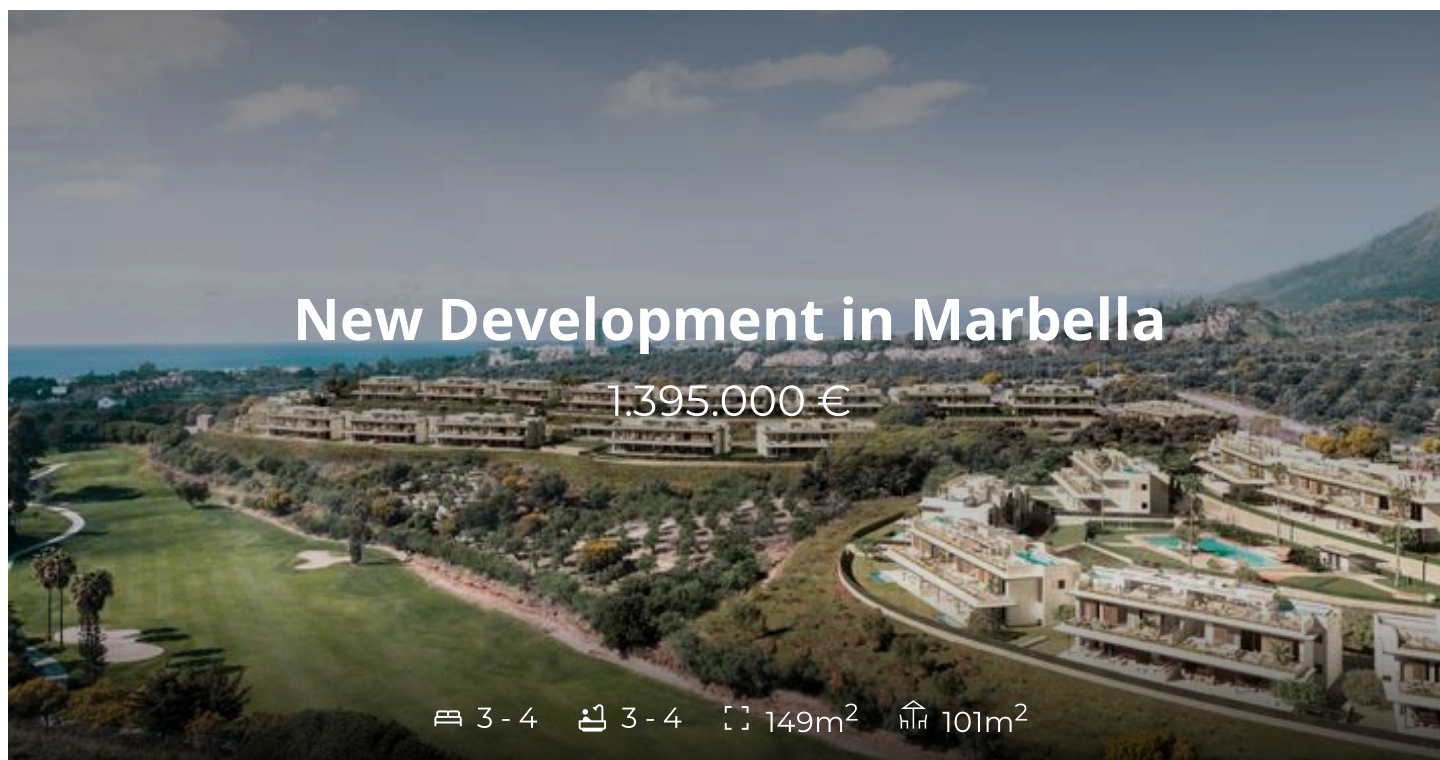 New Development in Marbella
1.395.000 €
3 - 4 3 - 4 149m² 101m²